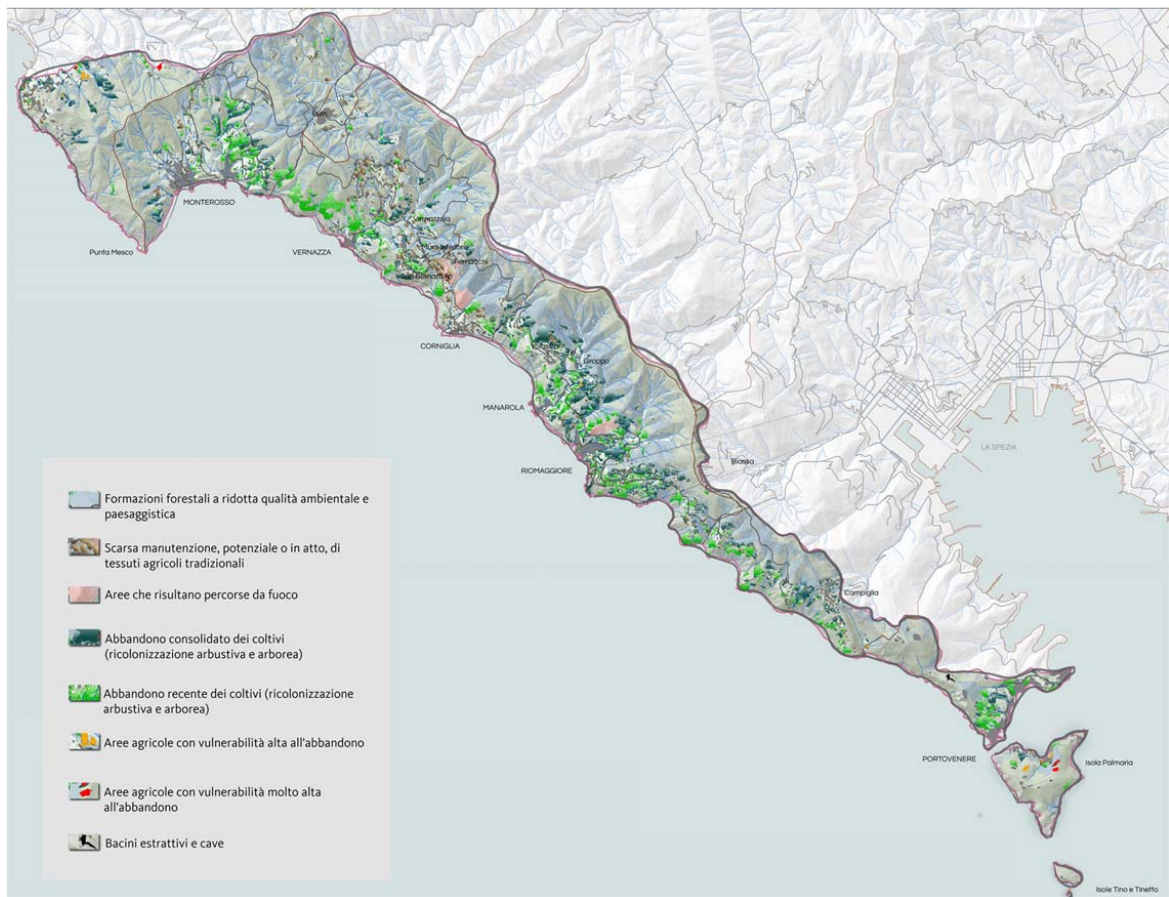 MONTEROSSO
Punta Mesco
VERNAZZA
CORNIGLIA
Groppo
MANAROLA
RIOMAGGIORE
Biassa
LA SPEZIA
Campiglia
PORTOVENERE
Isola Palmaria
Isole Tino e Tinetto
Formazioni forestali a ridotta qualità ambientale e
paesaggistica
Scarsa manutenzione, potenziale o in atto, di
tessuti agricoli tradizionali
Aree che risultano percorse da fuoco
Abbandono consolidato dei coltivi
(ricolonizzazione arbustiva e arborea)
Abbandono recente dei coltivi (ricolonizzazione
arbustiva e arborea)
Aree agricole con vulnerabilità alta all'abbandono
Aree agricole con vulnerabilità molto alta
all'abbandono
Bacini estrattivi e cave